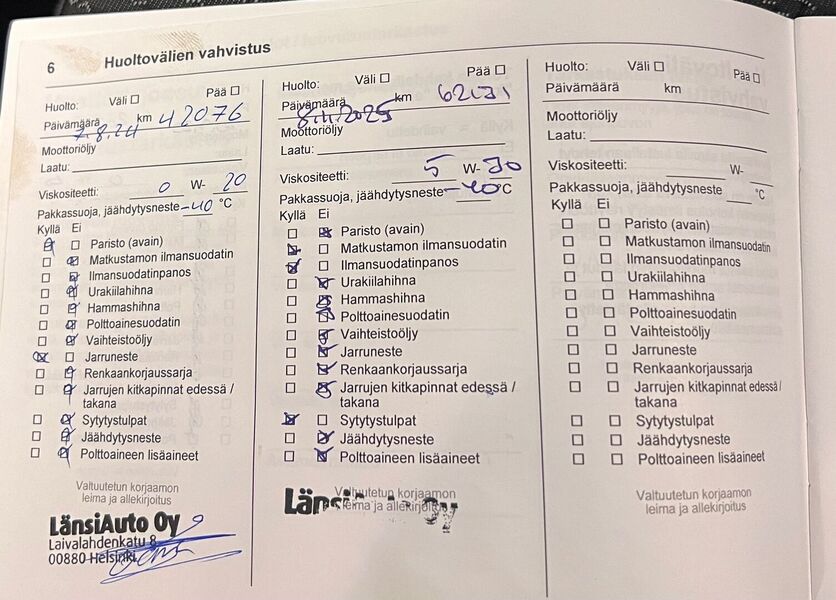 6 Huoltovälien vahvistus
Huolto: Väli □ Pää □
Päivämäärä km
7.8.24 42076
Moottoriöljy
Laatu:
Viskositeetti: 0 W- 20
Pakkassuoja, jäähdytysneste -40 °C
Kyllä Ei
Paristo (avain)
Matkustamon ilmansuodatin
Ilmansuodatinpanos
Urakiilahihna
Hammashihna
Polttoainesuodatin
Vaihteistoöljy
Jarruneste
Renkaankorjaussarja
Jarrujen kitkapinnat edessä /
takana
Sytytystulpat
Jäähdytysneste
Polttoaineen lisäaineet
Valtuutetun korjaamon
leima ja allekirjoitus
LänsiAuto Oy
Laivalahdenkatu 8
00880 Helsinki
Huolto: Väli □ Pää □
Päivämäärä km
8.11.2025
Moottoriöljy
Laatu:
Viskositeetti: 5 W- 30
Pakkassuoja, jäähdytysneste -40 °C
Kyllä Ei
Paristo (avain)
Matkustamon ilmansuodatin
Ilmansuodatinpanos
Urakiilahihna
Hammashihna
Polttoainesuodatin
Vaihteistoöljy
Jarruneste
Renkaankorjaussarja
Jarrujen kitkapinnat edessä /
takana
Sytytystulpat
Jäähdytysneste
Polttoaineen lisäaineet
Valtuutetun korjaamon
leima ja allekirjoitus
Länsi Oy
Huolto: Väli □ Pää □
Päivämäärä km
Moottoriöljy
Laatu:
Viskositeetti: W-
Pakkassuoja, jäähdytysneste °C
Kyllä Ei
Paristo (avain)
Matkustamon ilmansuodatin
Ilmansuodatinpanos
Urakiilahihna
Hammashihna
Polttoainesuodatin
Vaihteistoöljy
Jarruneste
Renkaankorjaussarja
Jarrujen kitkapinnat edessä /
takana
Sytytystulpat
Jäähdytysneste
Polttoaineen lisäaineet
Valtuutetun korjaamon
leima ja allekirjoitus